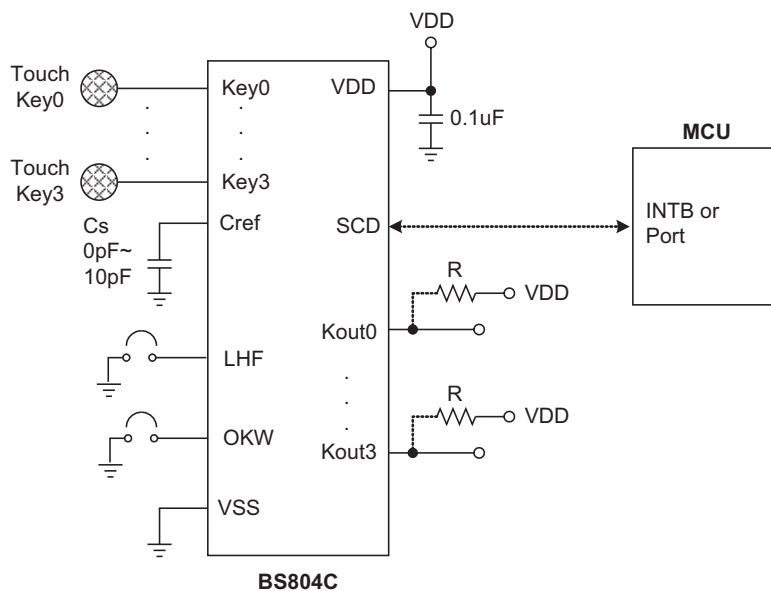 VDD
Touch
Key0
Key0
VDD
0.1uF
MCU
Touch
Key3
Key3
Cs
0pF~
10pF
Cref
SCD
INTB or
Port
R
VDD
Kout0
LHF
R
VDD
OKW
Kout3
VSS
BS804C